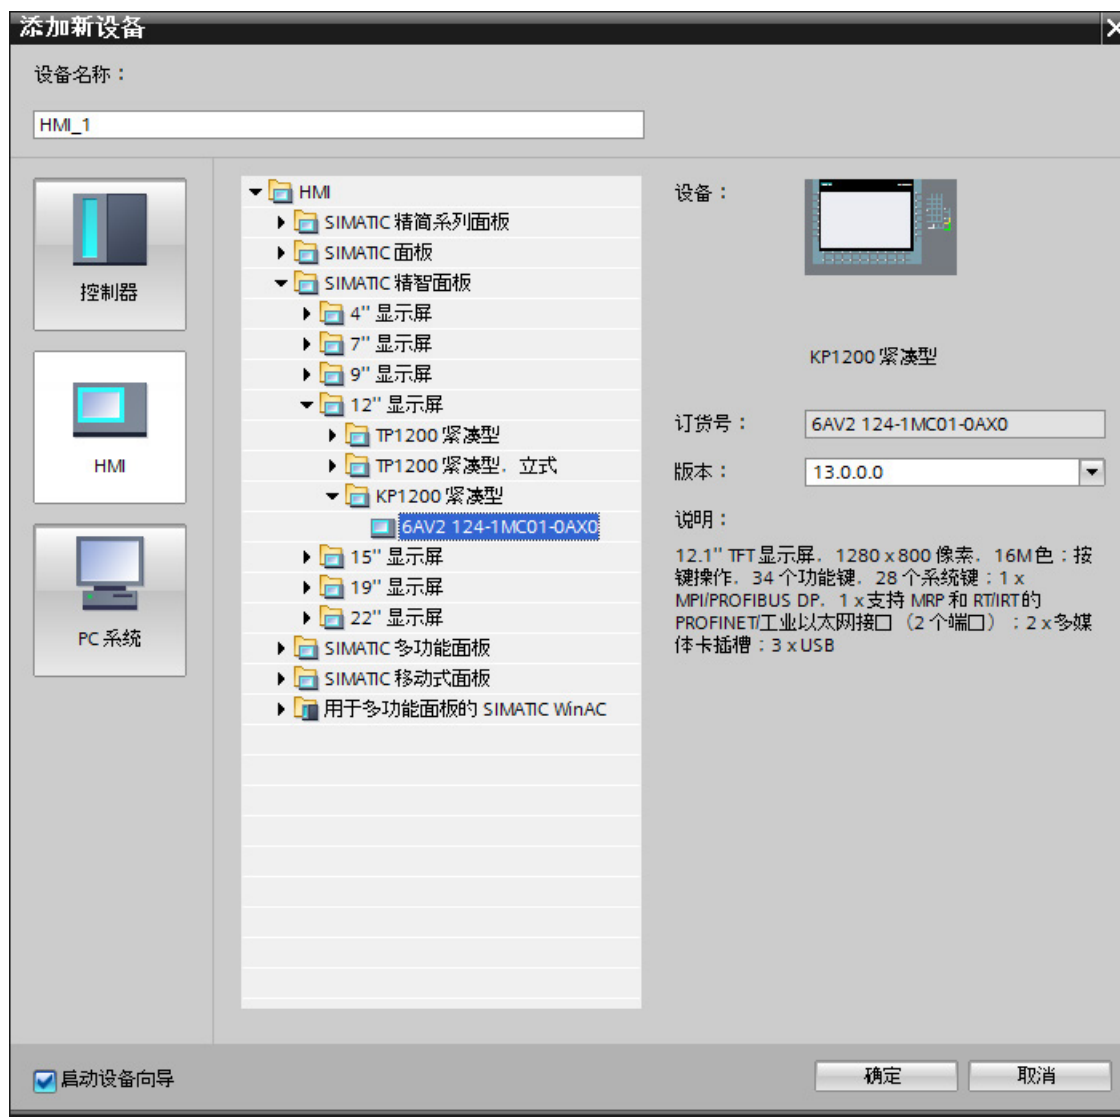 添加新设备
设备名称：
HMI_1
控制器
HMI
PC 系统
HMI
SIMATIC 精简系列面板
SIMATIC 面板
SIMATIC 精智面板
4'' 显示屏
7'' 显示屏
9'' 显示屏
12'' 显示屏
TP1200 紧凑型
TP1200 紧凑型，立式
KP1200 紧凑型
6AV2 124-1MC01-0AX0
15'' 显示屏
19'' 显示屏
22'' 显示屏
SIMATIC 多功能面板
SIMATIC 移动式面板
用于多功能面板的 SIMATIC WinAC
设备：
KP1200 紧凑型
订货号：
6AV2 124-1MC01-0AX0
版本：
13.0.0.0
说明：
12.1'' TFT 显示屏，1280 x 800 像素，16M 色；按
键操作，34 个功能键，28 个系统键；1 x
MPI/PROFIBUS DP，1 x 支持 MRP 和 RT/IRT 的
PROFINET/工业以太网接口（2 个端口）；2 x 多媒
体卡插槽；3 x USB
启动设备向导
确定
取消